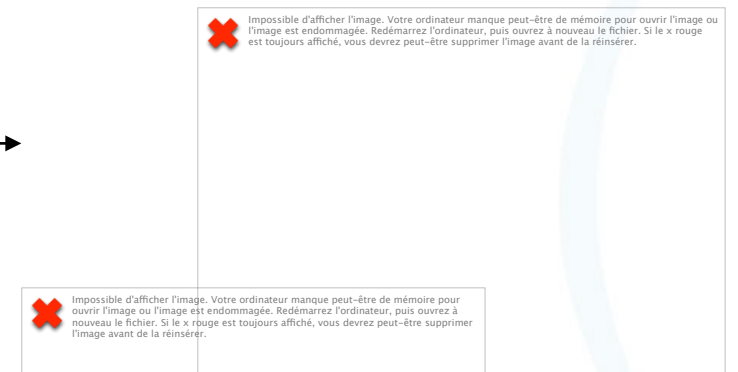 Impossible d'afficher l'image. Votre ordinateur manque peut-être de mémoire pour ouvrir l'image ou
l'image est endommagée. Redémarrez l'ordinateur, puis ouvrez à nouveau le fichier. Si le x rouge
est toujours affiché, vous devrez peut-être supprimer l'image avant de la réinsérer.
Impossible d'afficher l'image. Votre ordinateur manque peut-être de mémoire pour
ouvrir l'image ou l'image est endommagée. Redémarrez l'ordinateur, puis ouvrez à
nouveau le fichier. Si le x rouge est toujours affiché, vous devrez peut-être supprimer
l'image avant de la réinsérer.